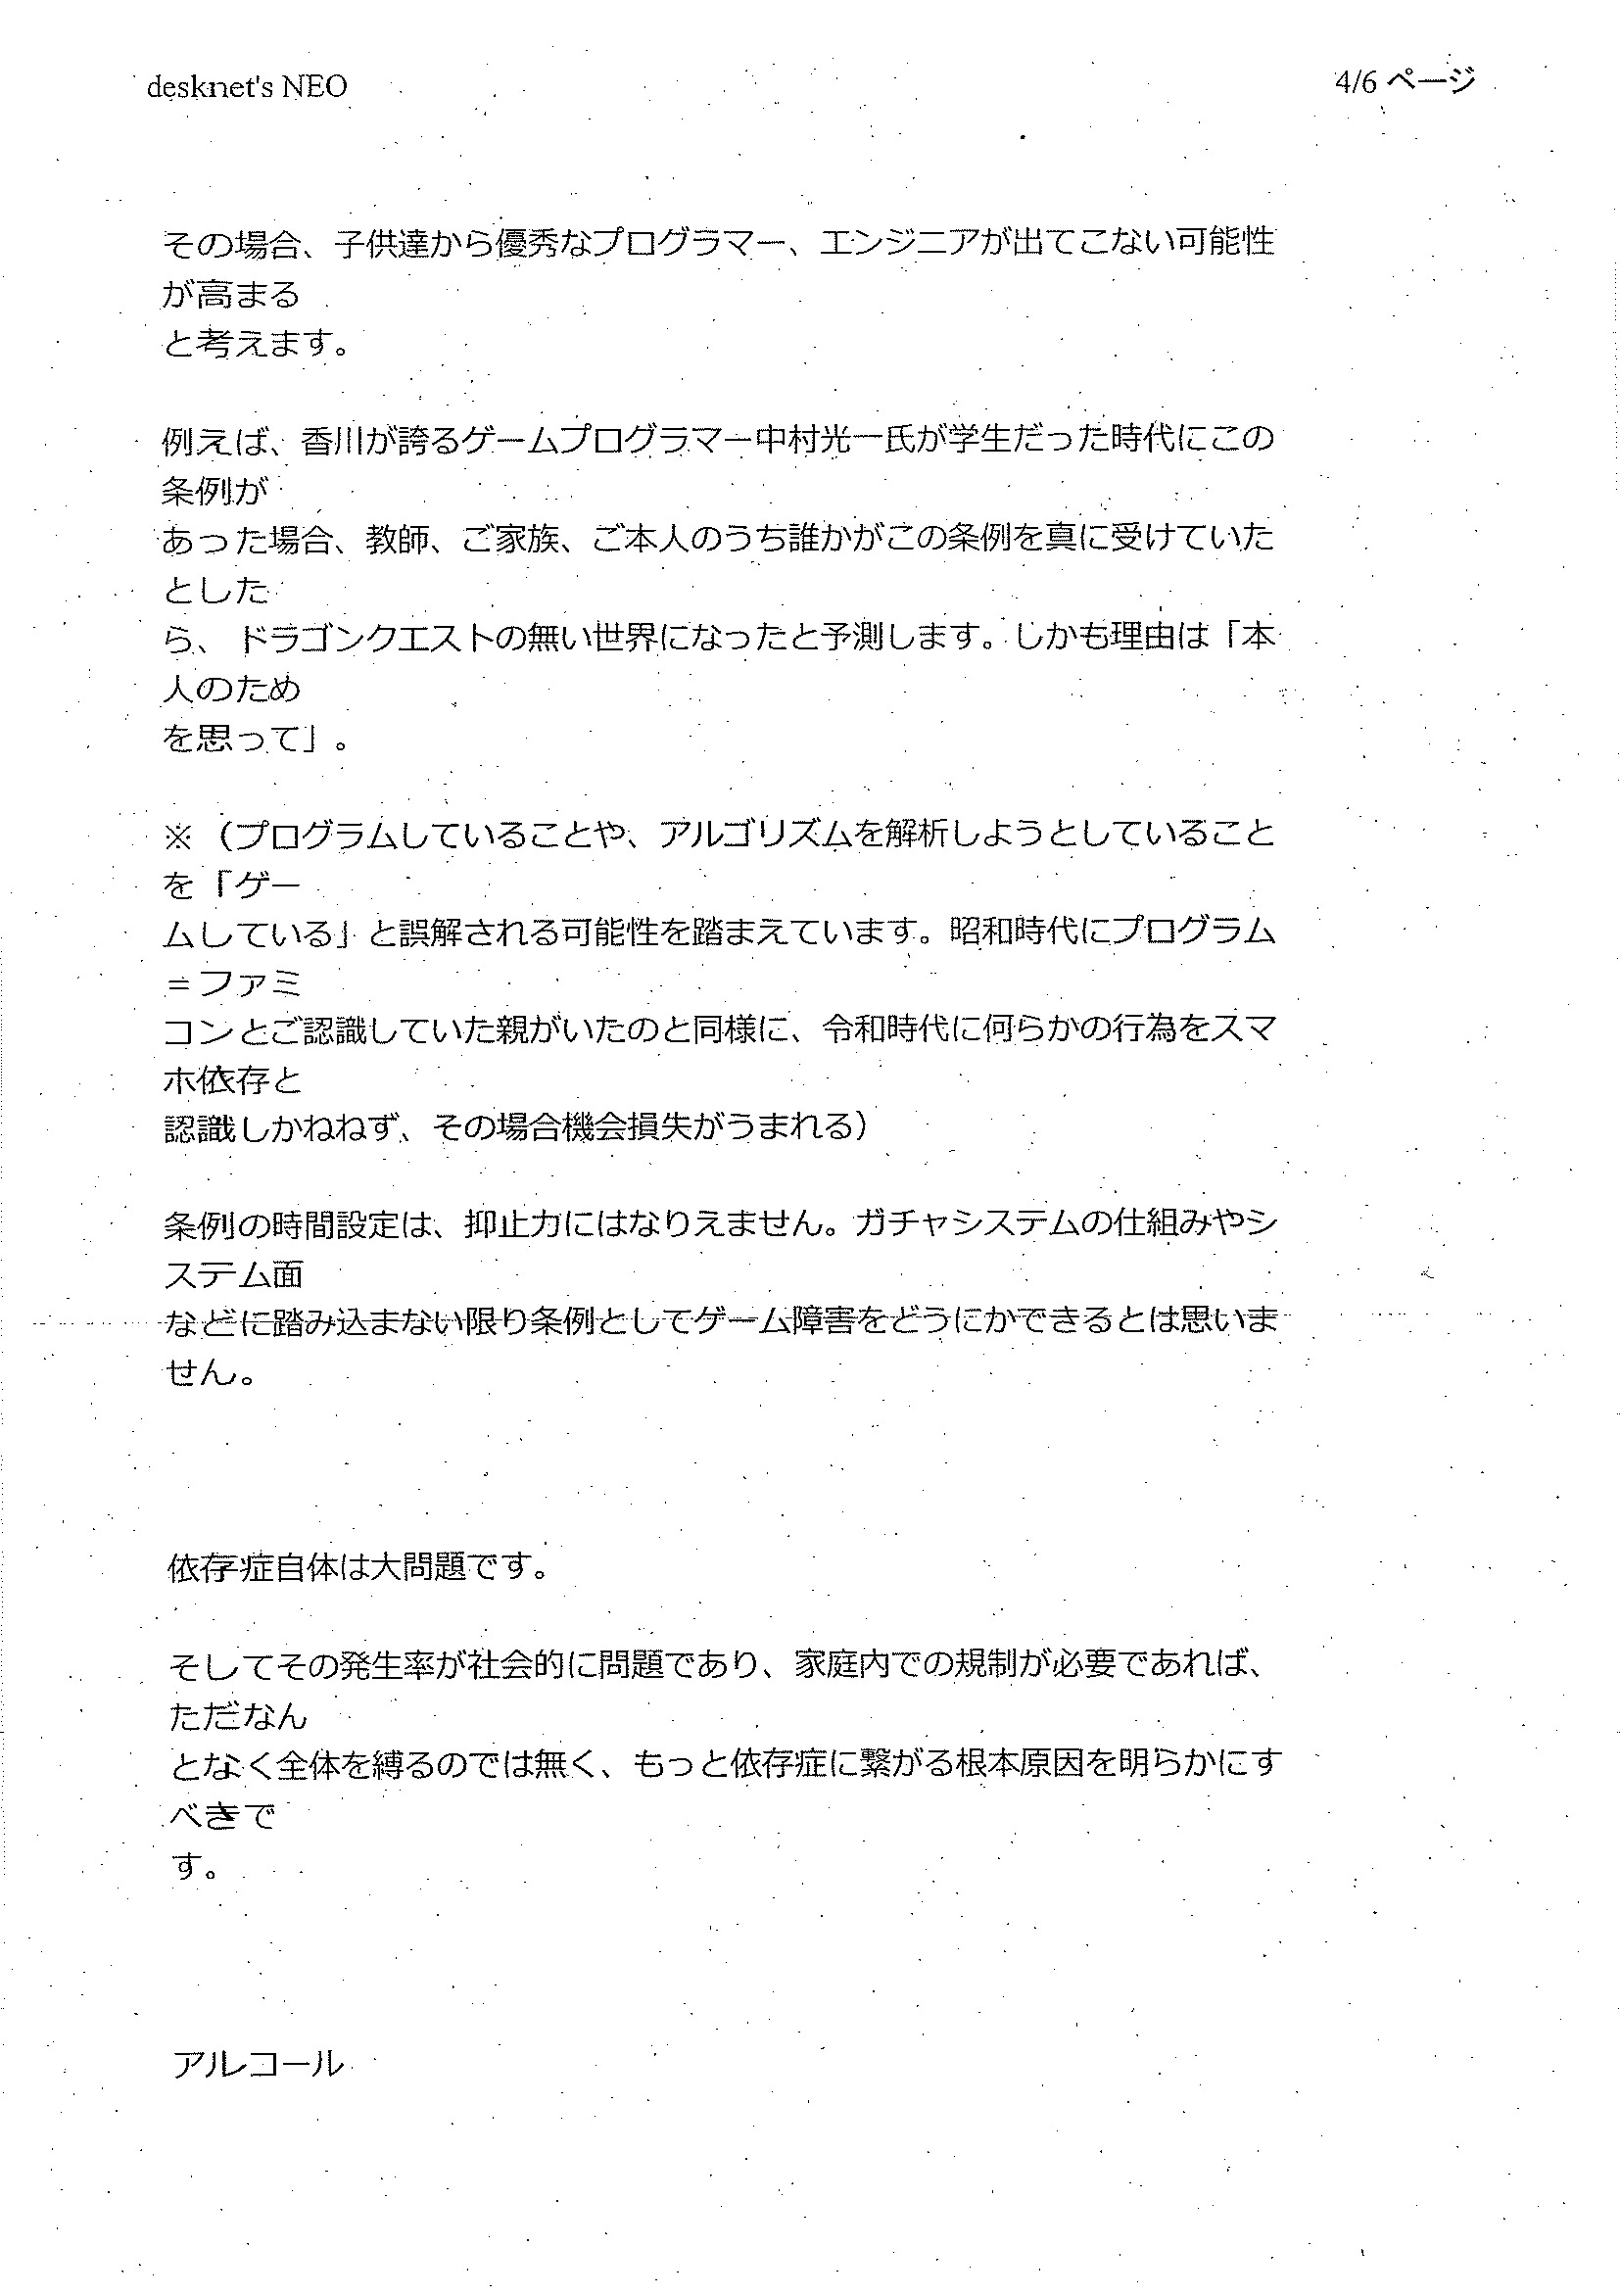 desknet's NEO
4/6 ページ
その場合、子供達から優秀なプログラマー、エンジニアが出てこない可能性
が高まる
と考えます。
例えば、香川が誇るゲームプログラマー中村光一氏が学生だった時代にこの
条例が
あった場合、教師、ご家族、ご本人のうち誰かがこの条例を真に受けていた
とした
ら、 ドラゴンクエストの無い世界になったと予測します。しかも理由は「本
人のため
を思って」。
※（プログラムしていることや、アルゴリズムを解析しようとしていること
を「ゲー
ムしている」と誤解される可能性を踏まえています。昭和時代にプログラム
＝ファミ
コンとご認識していた親がいたのと同様に、令和時代に何らかの行為をスマ
ホ依存と
認識しかねねず、その場合機会損失がうまれる）
条例の時間設定は、抑止力にはなりえません。ガチャシステムの仕組みやシ
ステム面
などに踏み込まない限り条例としてゲーム障害をどうにかできるとは思いま
せん。
依存症自体は大問題です。
そしてその発生率が社会的に問題であり、家庭内での規制が必要であれば、
ただなん
となく全体を縛るのでは無く、もっと依存症に繋がる根本原因を明らかにす
べきで
す。
アルコール